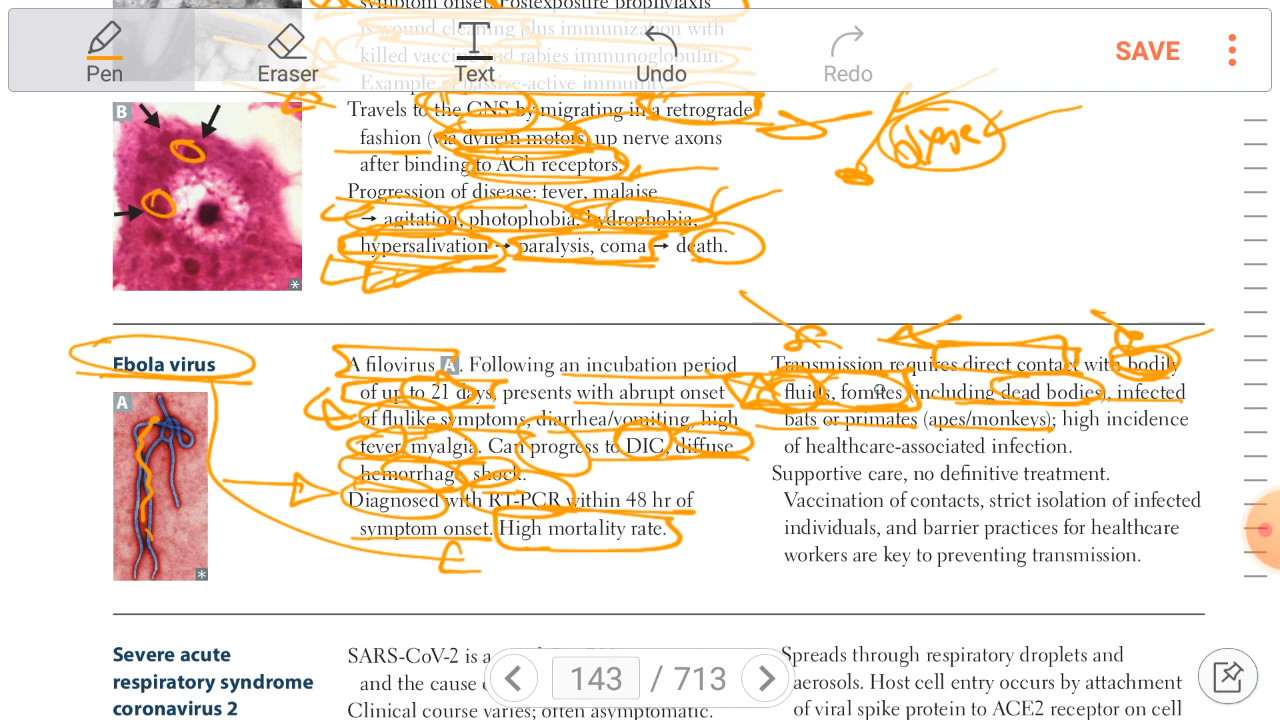 symptom onset. Postexposure prophylaxis
is wound cleaning plus immunization with
killed vaccine and rabies immunoglobulin.
Example of passive-active immunity.
Pen
Eraser
Text
Undo
Redo
SAVE
B
Travels to the CNS by migrating in a retrograde
fashion (via dynein motors) up nerve axons
after binding to ACh receptors.
Progression of disease: fever, malaise
→ agitation, photophobia, hydrophobia,
hypersalivation → paralysis, coma → death.
Ebola virus
A
A filovirus A. Following an incubation period
of up to 21 days, presents with abrupt onset
of flulike symptoms, diarrhea/vomiting, high
fever, myalgia. Can progress to DIC, diffuse
hemorrhage, shock.
Diagnosed with RT-PCR within 48 hr of
symptom onset. High mortality rate.
Transmission requires direct contact with bodily
fluids, fomites (including dead bodies), infected
bats or primates (apes/monkeys); high incidence
of healthcare-associated infection.
Supportive care, no definitive treatment.
Vaccination of contacts, strict isolation of infected
individuals, and barrier practices for healthcare
workers are key to preventing transmission.
Severe acute
respiratory syndrome
coronavirus 2
SARS-CoV-2 is a
and the cause
Clinical course varies; often asymptomatic.
Spreads through respiratory droplets and
aerosols. Host cell entry occurs by attachment
of viral spike protein to ACE2 receptor on cell
143 / 713